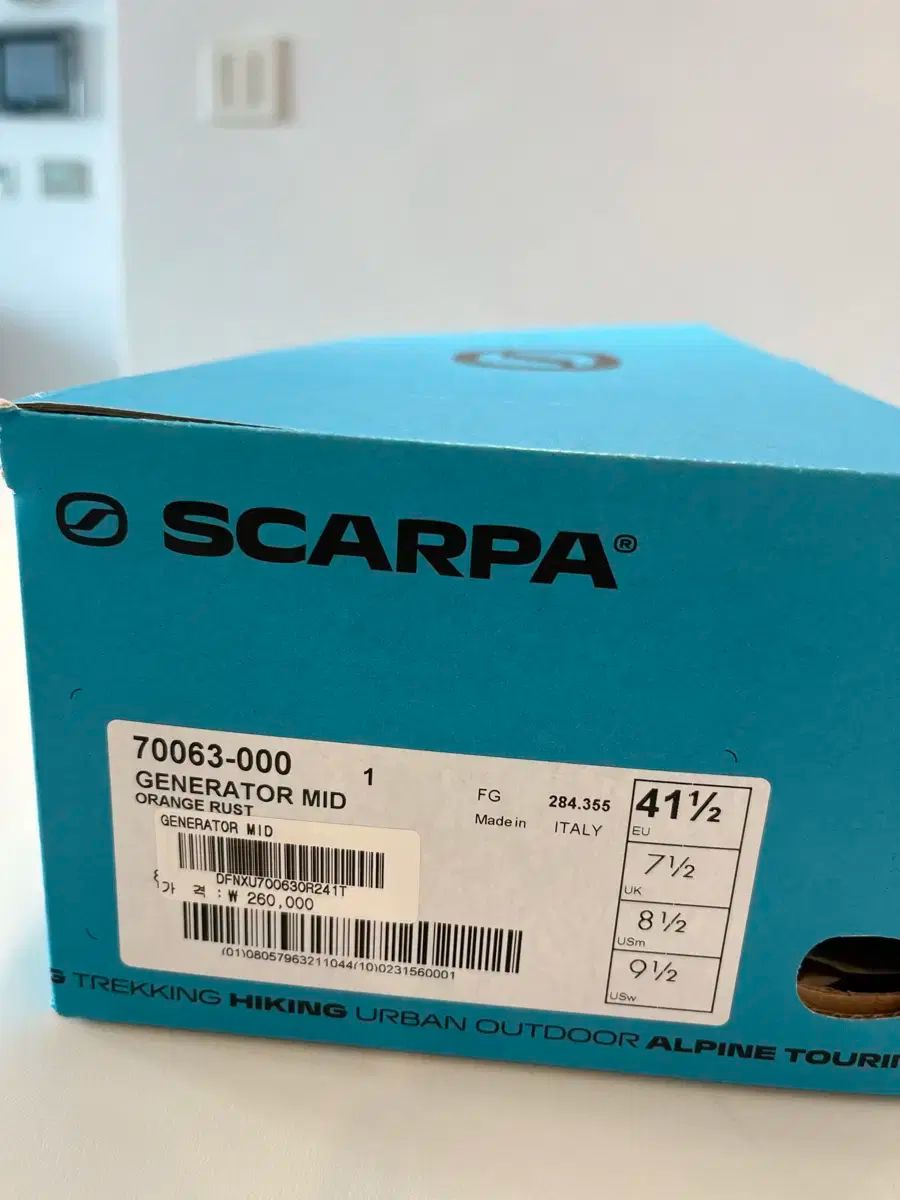 SCARPA®
70063-000 1
GENERATOR MID
ORANGE RUST
FG 284.355
Made in ITALY
GENERATOR MID
DFNXU70063OR241T
가 격 : ₩ 260,000
(01)08057963211044(10)0231560001
41½
EU
7½
UK
8½
USm
9½
USw
TREKKING HIKING URBAN OUTDOOR ALPINE TOURI